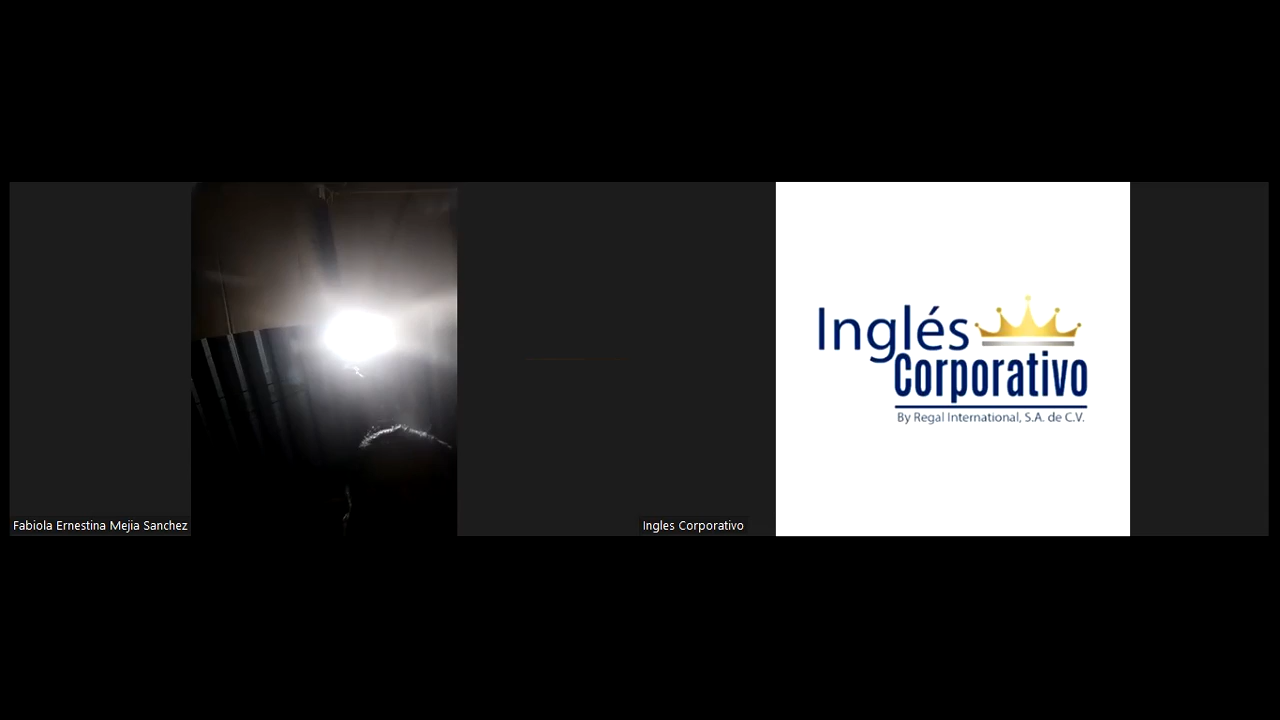 Inglés
Corporativo
By Regal International, S.A. de C.V.
Fabiola Ernestina Mejia Sanchez
Ingles Corporativo